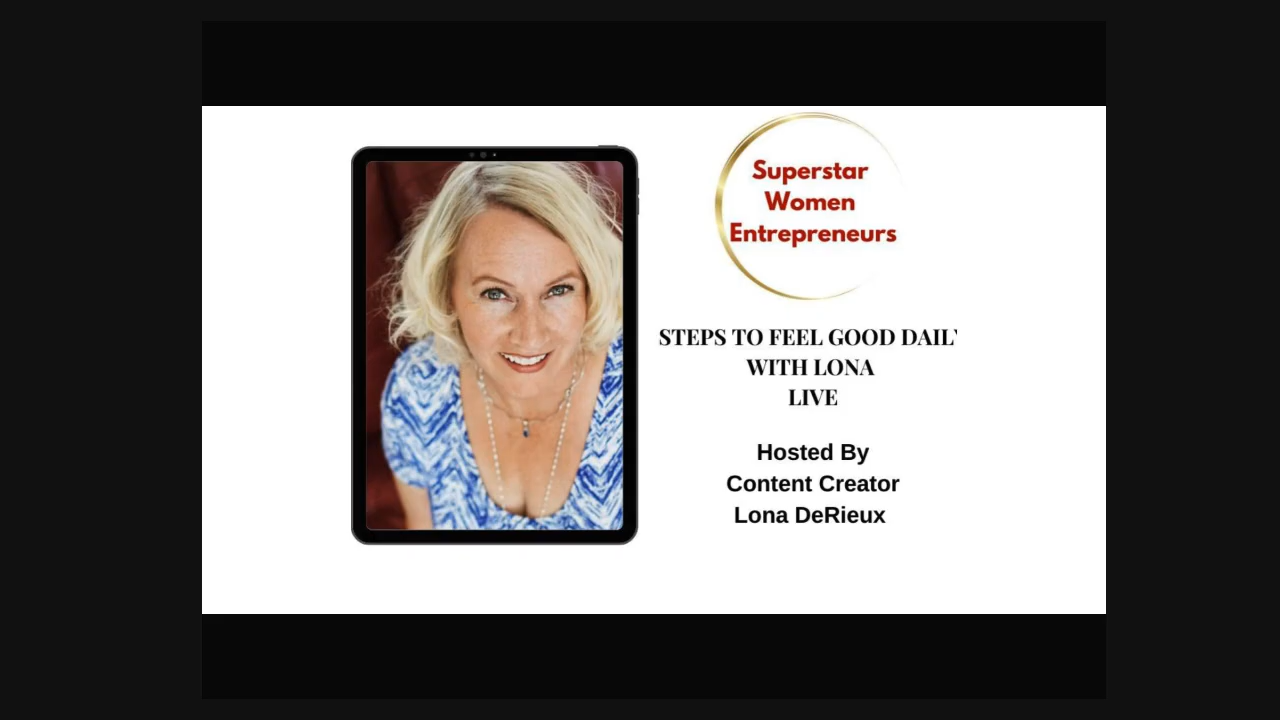 Superstar
Women
Entrepreneurs
STEPS TO FEEL GOOD DAIL
WITH LONA
LIVE
Hosted By
Content Creator
Lona DeRieux